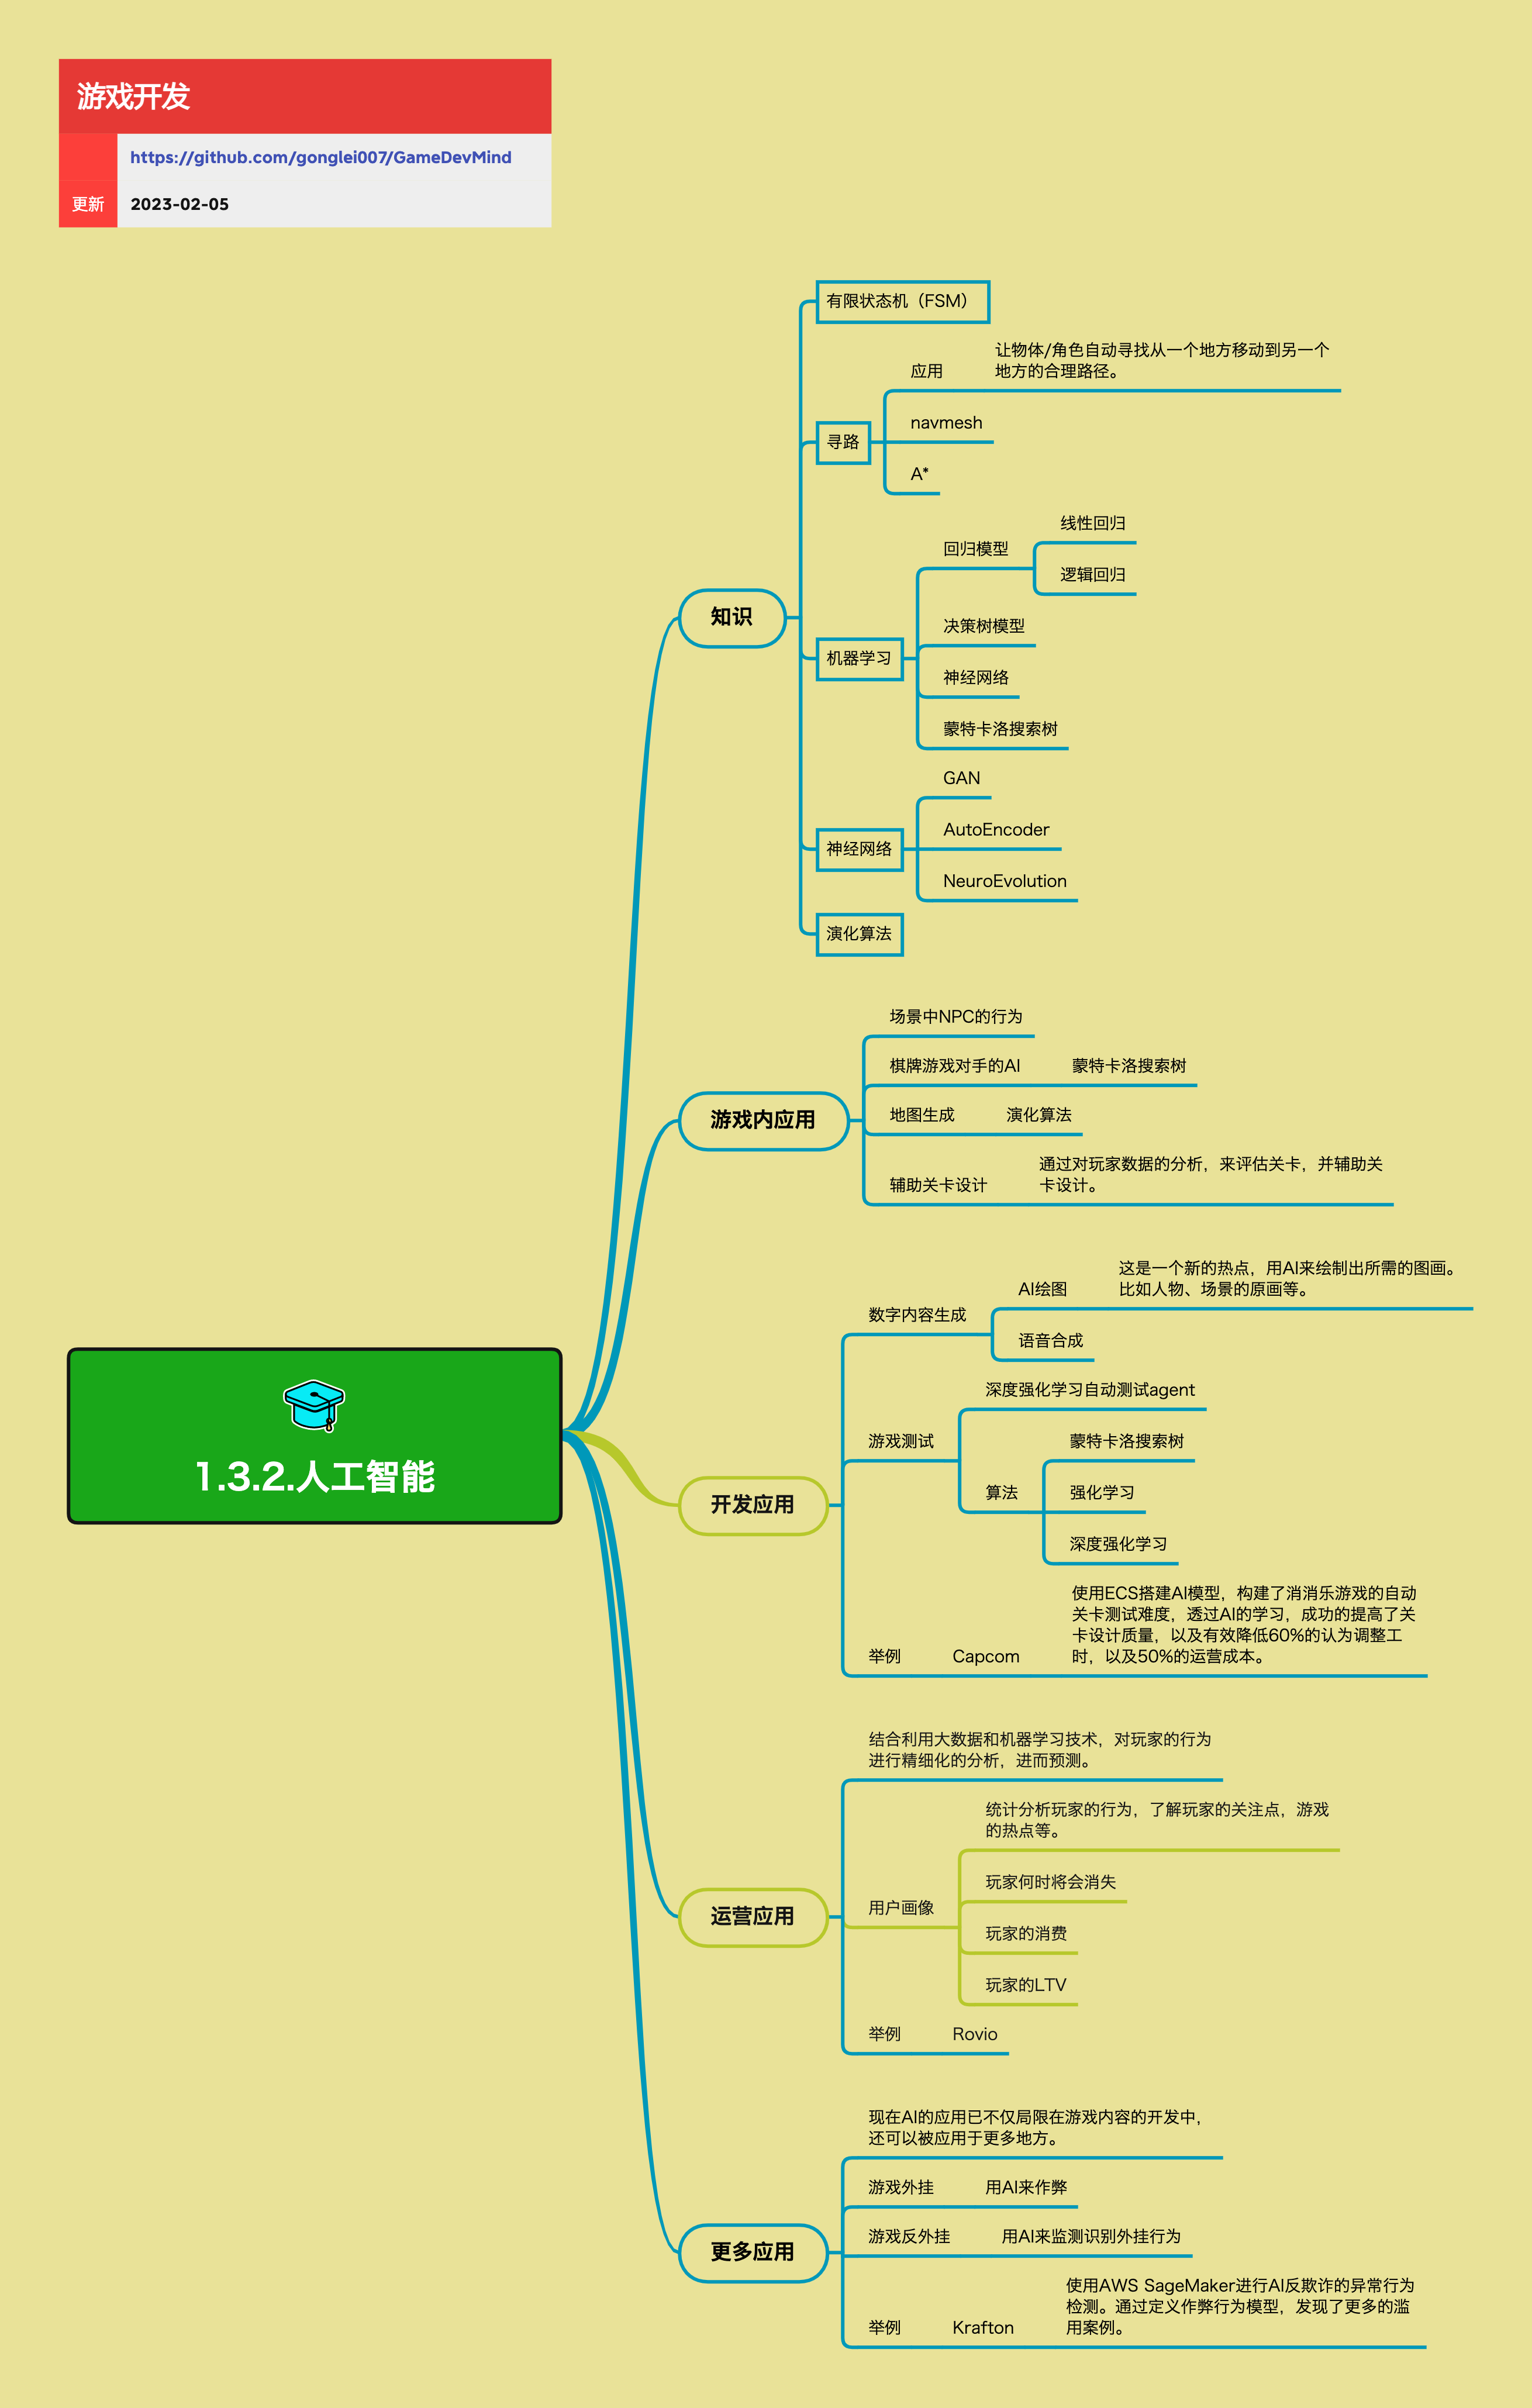 游戏开发
https://github.com/gonglei007/GameDevMind
更新 2023-02-05
1.3.2.人工智能
知识
有限状态机（FSM）
寻路
应用
让物体/角色自动寻找从一个地方移动到另一个
地方的合理路径。
navmesh
A*
机器学习
回归模型
线性回归
逻辑回归
决策树模型
神经网络
蒙特卡洛搜索树
神经网络
GAN
AutoEncoder
NeuroEvolution
演化算法
游戏内应用
场景中NPC的行为
棋牌游戏对手的AI
蒙特卡洛搜索树
地图生成
演化算法
辅助关卡设计
通过对玩家数据的分析，来评估关卡，并辅助关
卡设计。
开发应用
数字内容生成
AI绘图
这是一个新的热点，用AI来绘制出所需的图画。
比如人物、场景的原画等。
语音合成
游戏测试
深度强化学习自动测试agent
算法
蒙特卡洛搜索树
强化学习
深度强化学习
举例
Capcom
使用ECS搭建AI模型，构建了消消乐游戏的自动
关卡测试难度，透过AI的学习，成功的提高了关
卡设计质量，以及有效降低60%的认为调整工
时，以及50%的运营成本。
运营应用
结合利用大数据和机器学习技术，对玩家的行为
进行精细化的分析，进而预测。
用户画像
统计分析玩家的行为，了解玩家的关注点，游戏
的热点等。
玩家何时将会消失
玩家的消费
玩家的LTV
举例
Rovio
更多应用
现在AI的应用已不仅局限在游戏内容的开发中，
还可以被应用于更多地方。
游戏外挂
用AI来作弊
游戏反外挂
用AI来监测识别外挂行为
举例
Krafton
使用AWS SageMaker进行AI反欺诈的异常行为
检测。通过定义作弊行为模型，发现了更多的滥
用案例。